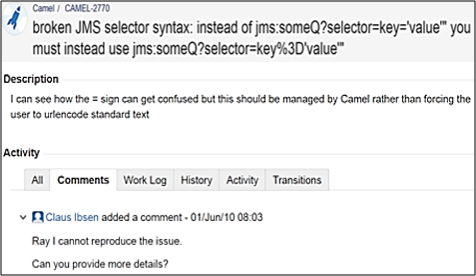 Camel / CAMEL-2770
broken JMS selector syntax: instead of jms:someQ?selector=key='value'" you
must instead use jms:someQ?selector=key%3D'value'"
Description
I can see how the = sign can get confused but this should be managed by Camel rather than forcing the
user to urlencode standard text
Activity
All Comments Work Log History Activity Transitions
Claus Ibsen added a comment - 01/Jun/10 08:03
Ray I cannot reproduce the issue.
Can you provide more details?